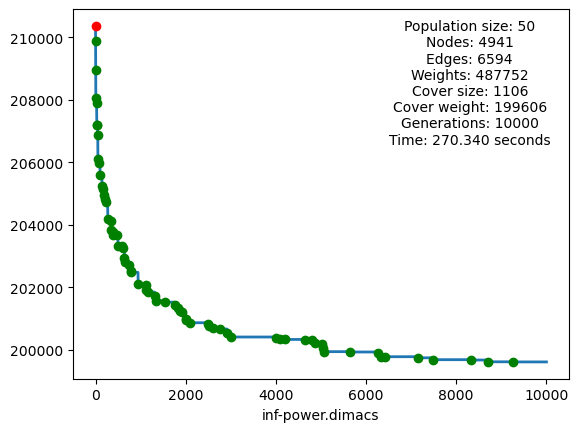 210000
208000
206000
204000
202000
200000
Population size: 50
Nodes: 4941
Edges: 6594
Weights: 487752
Cover size: 1106
Cover weight: 199606
Generations: 10000
Time: 270.340 seconds
0 2000 4000 6000 8000 10000
inf-power.dimacs